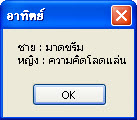 อาทิตย์
ชาย : มาดขรึม
หญิง : ความคิดโลดแล่น
OK